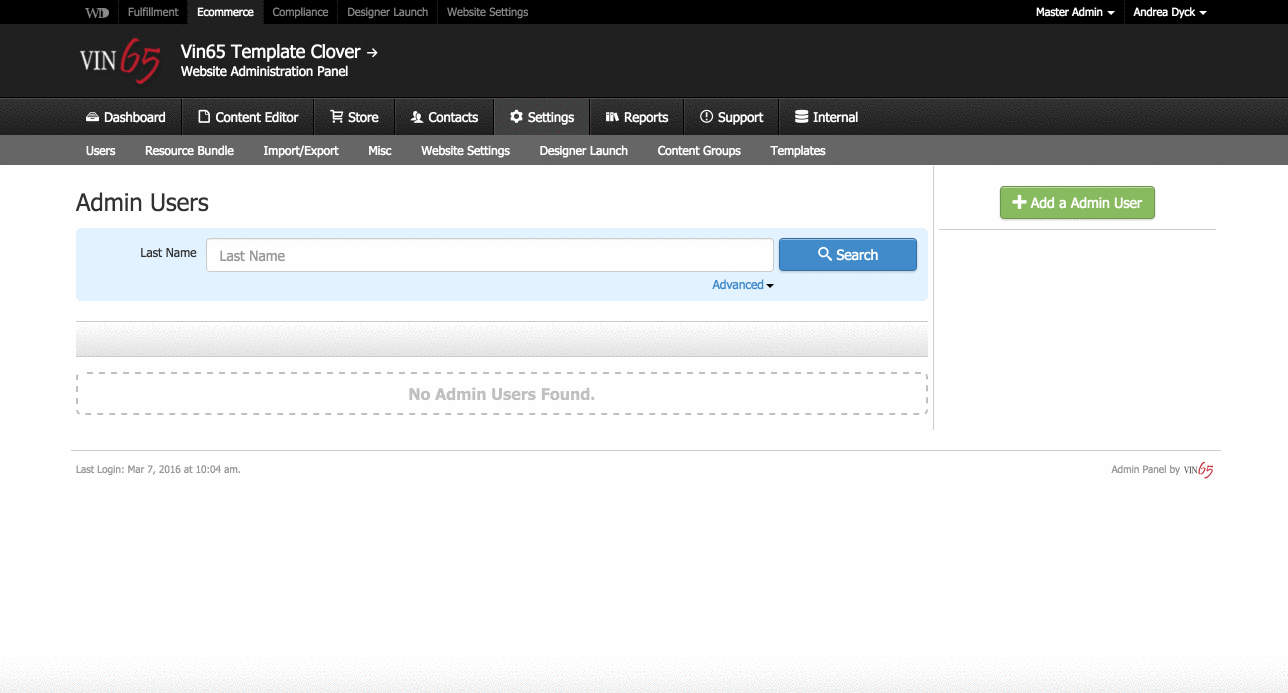 WD Fulfillment Ecommerce Compliance Designer Launch Website Settings Master Admin Andrea Dyck
VIN65 Vin65 Template Clover →
Website Administration Panel
Dashboard Content Editor Store Contacts Settings Reports Support Internal
Users Resource Bundle Import/Export Misc Website Settings Designer Launch Content Groups Templates
Admin Users
Add a Admin User
Last Name Last Name Search
Advanced
No Admin Users Found.
Last Login: Mar 7, 2016 at 10:04 am. Admin Panel by VIN65